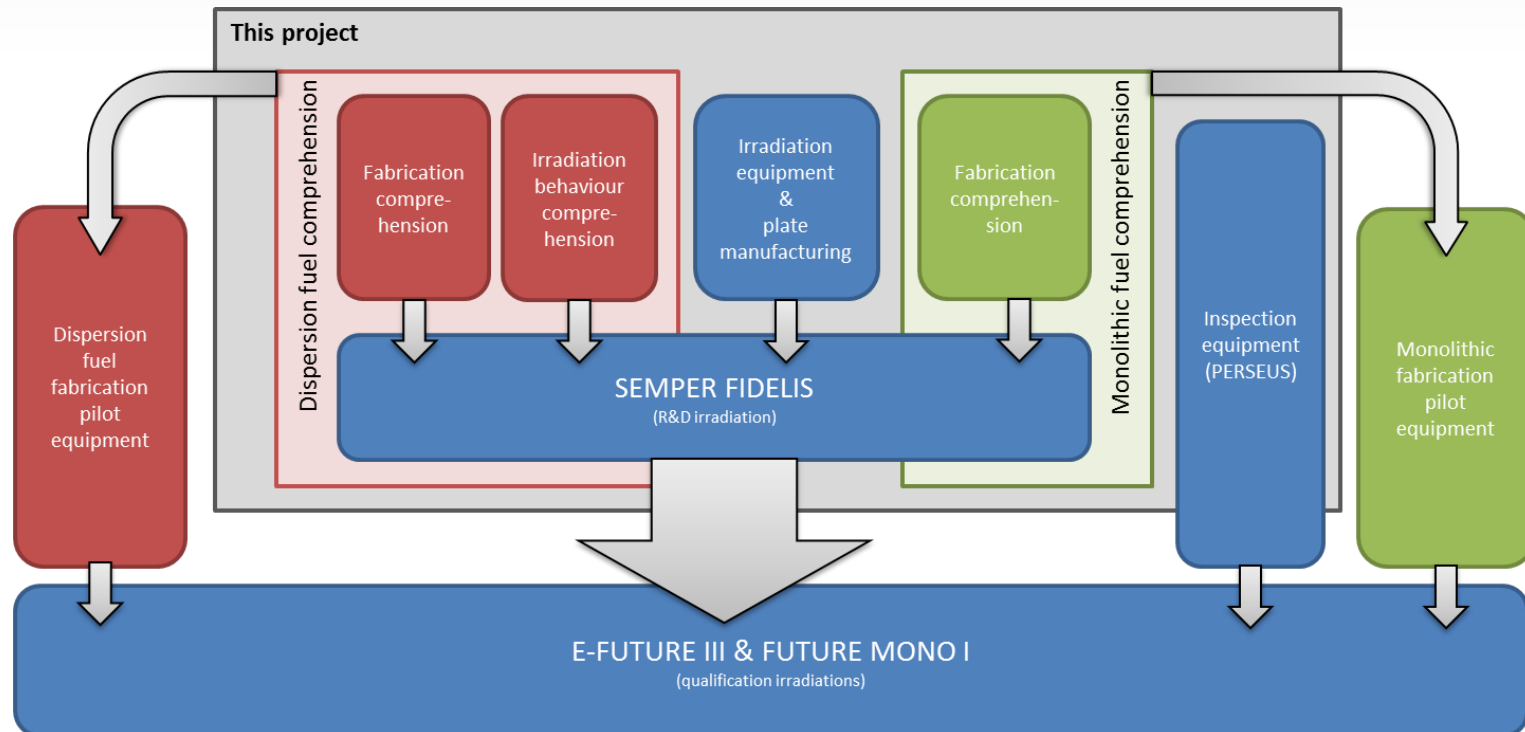 This project
Dispersion fuel comprehension
Fabrication
compre-
hension
Irradiation
behaviour
compre-
hension
Irradiation
equipment
&
plate
manufacturing
Fabrication
comprehen-
sion
Monolithic fuel comprehension
Dispersion
fuel
fabrication
pilot
equipment
Inspection
equipment
(PERSEUS)
Monolithic
fabrication
pilot
equipment
SEMPER FIDELIS
(R&D irradiation)
E-FUTURE III & FUTURE MONO I
(qualification irradiations)